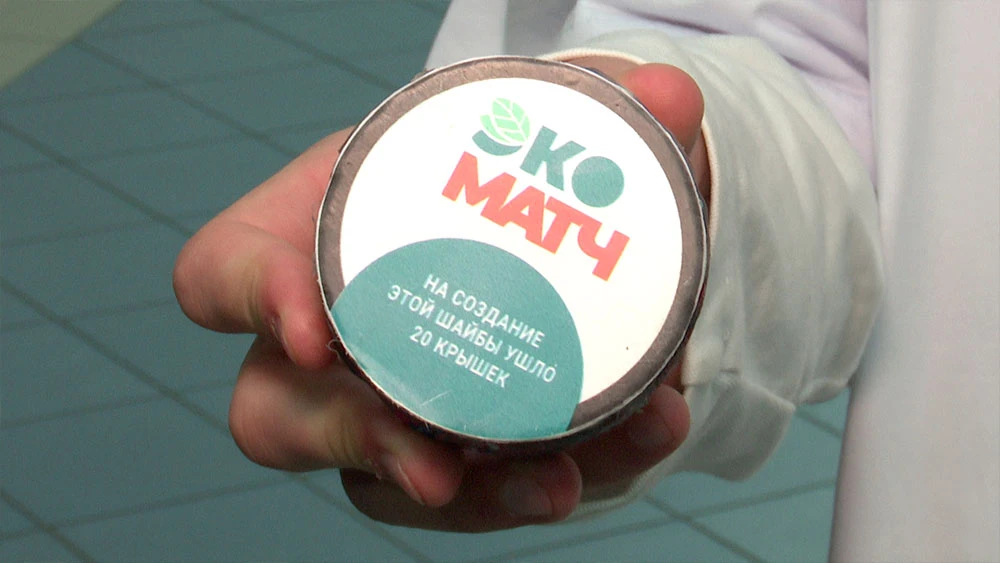 ЭКО
МАТЧ
НА СОЗДАНИЕ
ЭТОЙ ШАЙБЫ УШЛО
20 КРЫШЕК